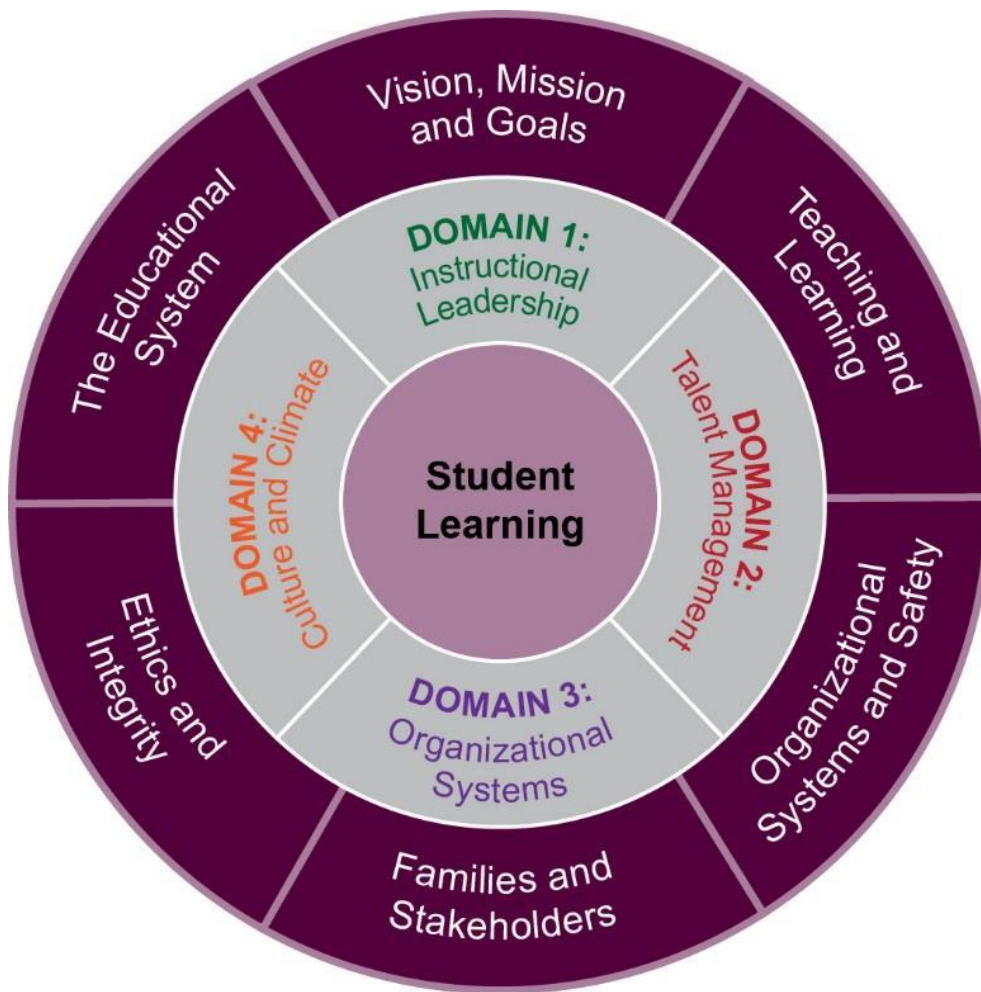 Vision, Mission
and Goals
Teaching and
Learning
Organizational
Systems and Safety
Families and
Stakeholders
Ethics and
Integrity
The Educational
System
DOMAIN 1:
Instructional
Leadership
DOMAIN 2:
Talent Management
DOMAIN 3:
Organizational
Systems
DOMAIN 4:
Culture and Climate
Student
Learning